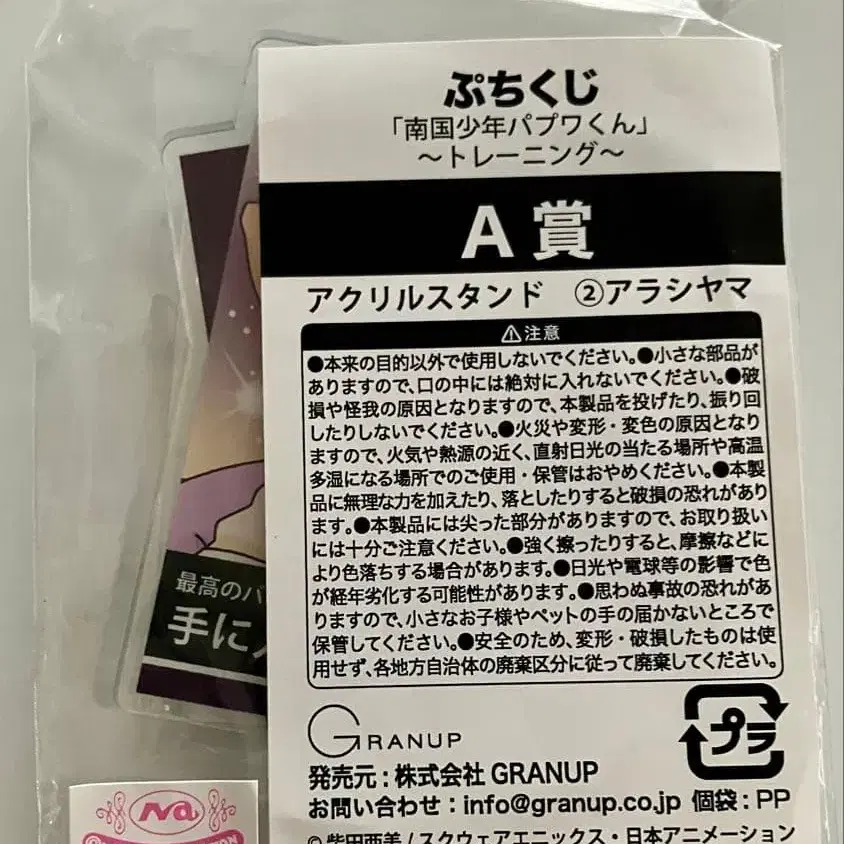 ぷちくじ
「南国少年パプワくん」
～トレーニング～
A賞
アクリルスタンド ②アラシヤマ
⚠注意
●本来の目的以外で使用しないでください。●小さな部品が
ありますので、口の中には絶対に入れないでください。●破
損や怪我の原因となりますので、本製品を投げたり、振り回
したりしないでください。●火災や変形・変色の原因となり
ますので、火気や熱源の近く、直射日光の当たる場所や高温
多湿になる場所でのご使用・保管はおやめください。●本製
品に無理な力を加えたり、落としたりすると破損の恐れがあり
ます。●本製品には尖った部分がありますので、お取り扱い
には十分ご注意ください。●強く擦ったりすると、摩擦などに
より色落ちする場合があります。●日光や電球等の影響で色
が経年劣化する可能性があります。●思わぬ事故の恐れがあ
りますので、小さなお子様やペットの手の届かないところで
保管してください。●安全のため、変形・破損したものは使
用せず、各地方自治体の廃棄区分に従って廃棄してください。
最高のバ
手に
GRANUP
プラ
発売元:株式会社 GRANUP
お問い合わせ:info@granup.co.jp 個袋:PP
© 柴田亜美/スクウェアエニックス・日本アニメーション
Na